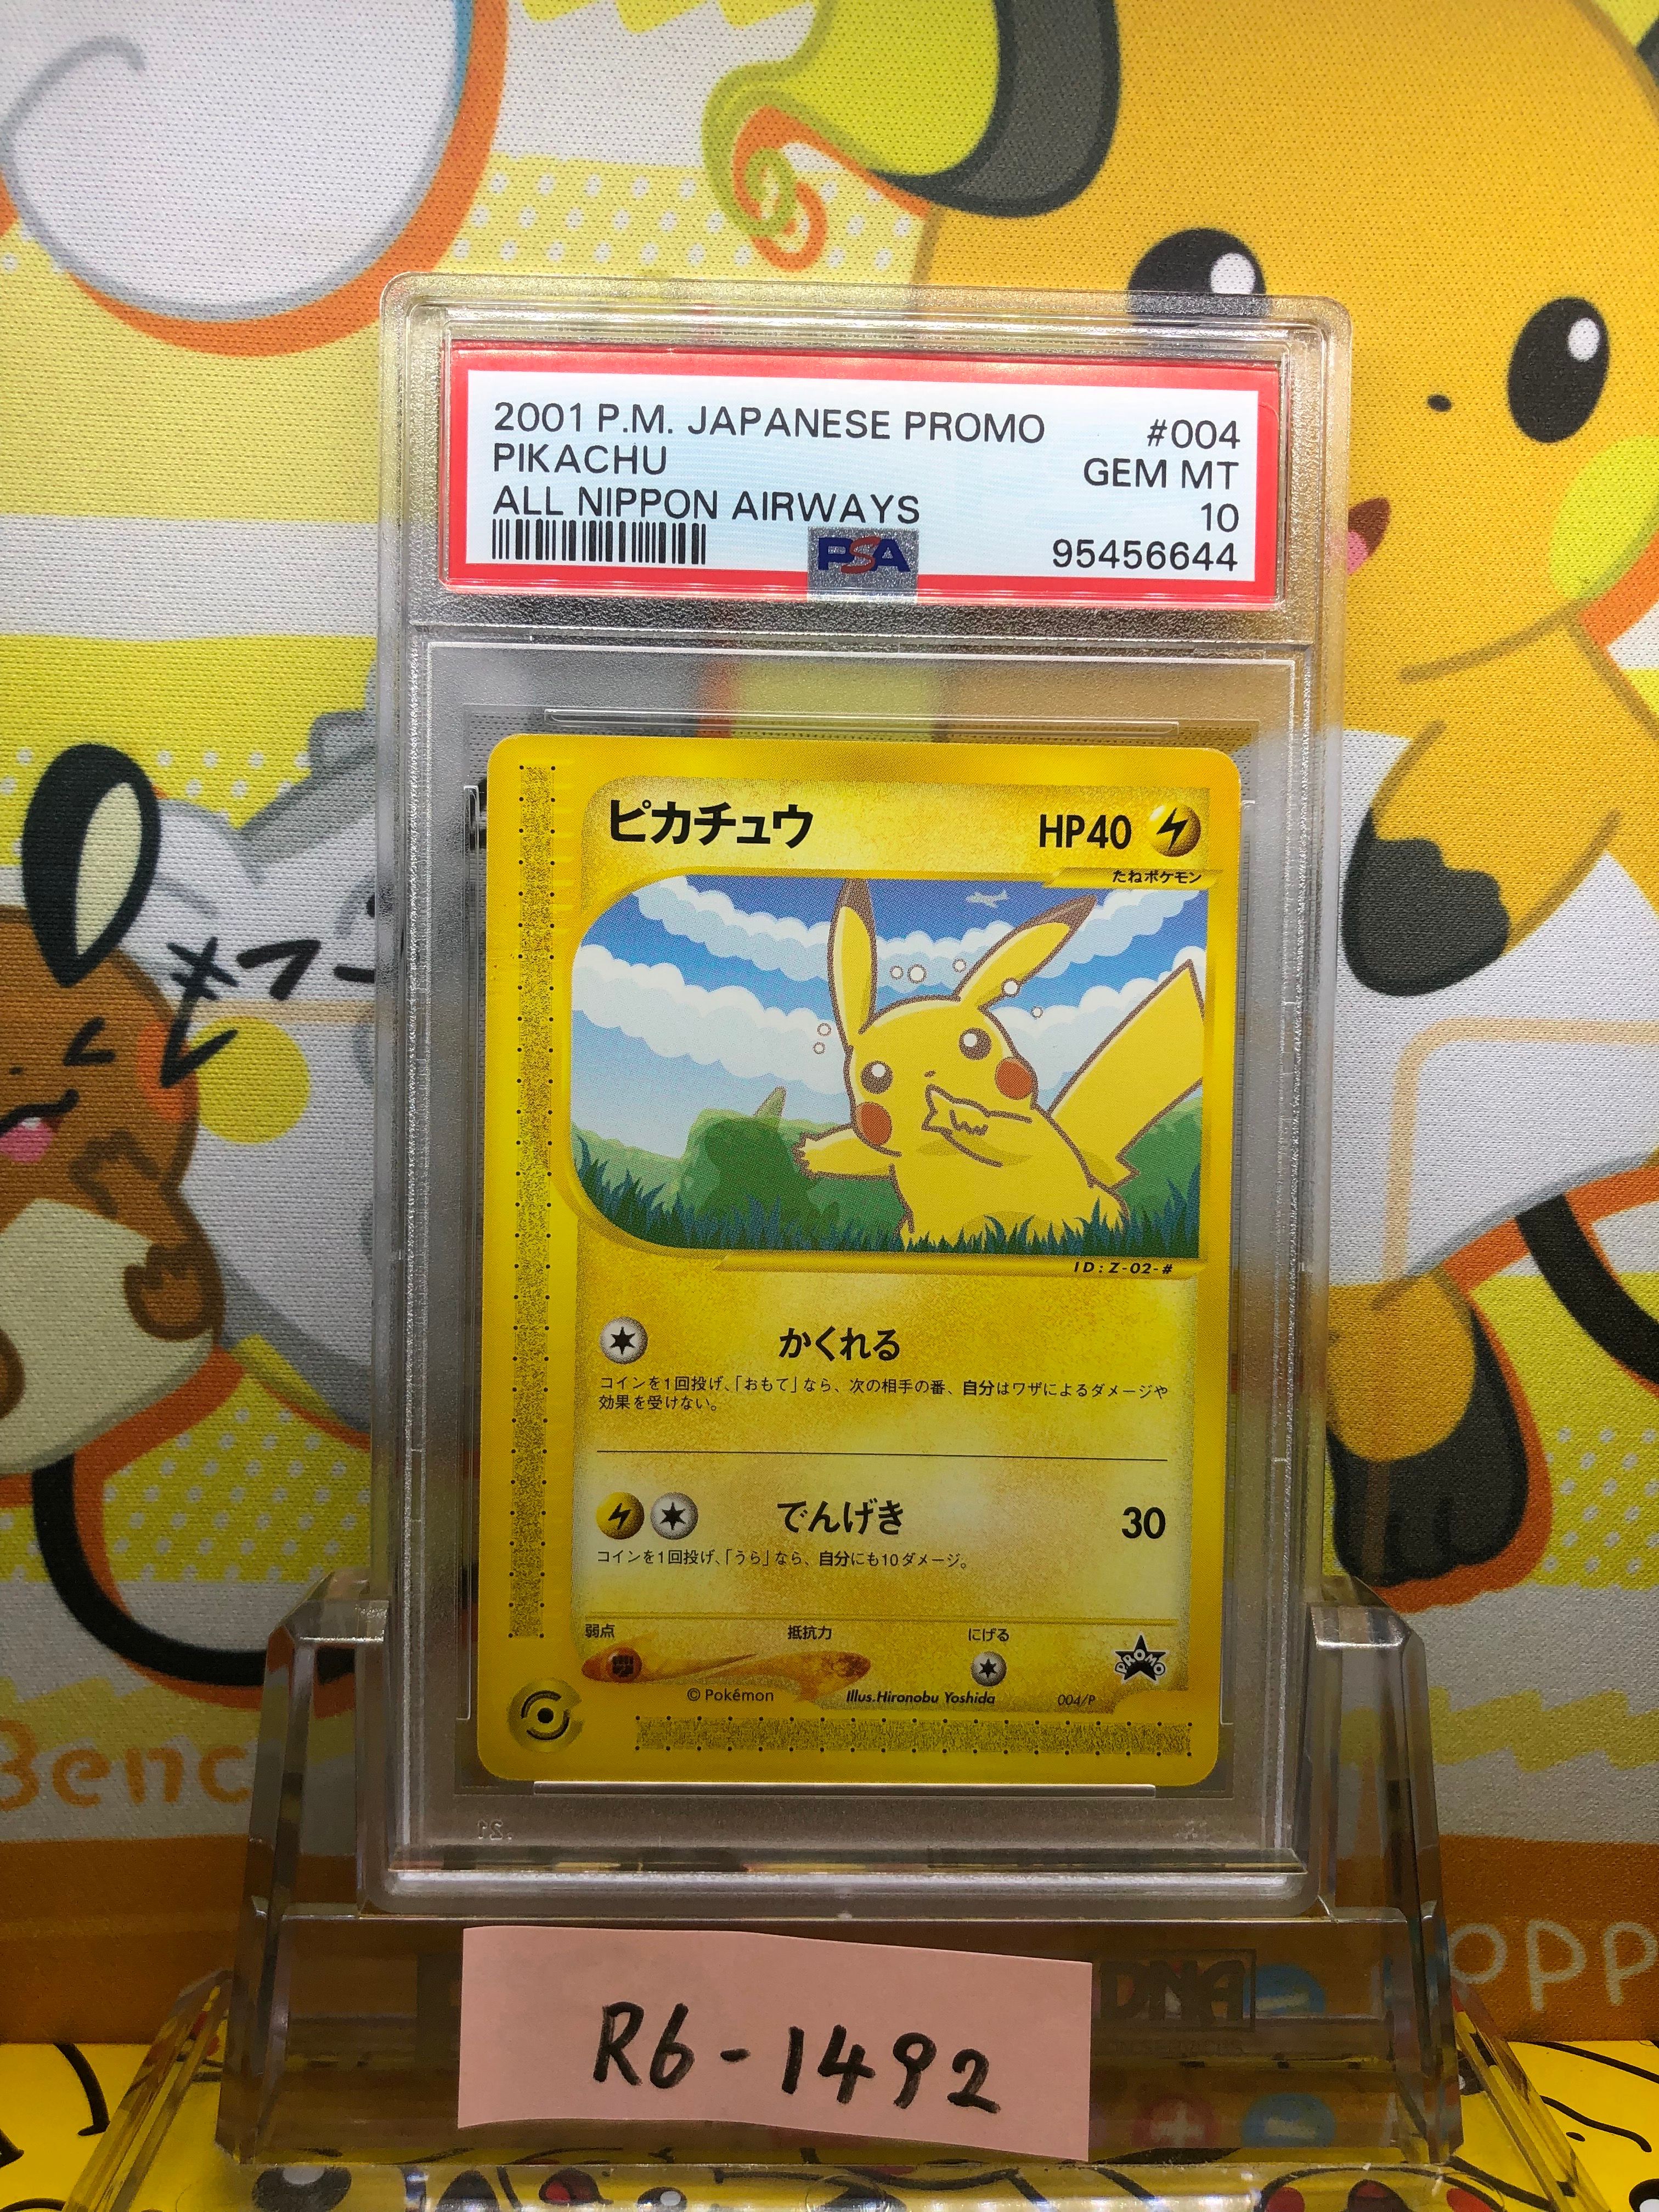 2001 P.M. JAPANESE PROMO #004
PIKACHU GEM MT
ALL NIPPON AIRWAYS 10
PSA 95456644
ピカチュウ HP40
たねポケモン
ID:Z-02-#
かくれる
コインを1回投げ、「おもて」なら、次の相手の番、自分はワザによるダメージや
効果を受けない。
でんげき 30
コインを1回投げ、「うら」なら、自分にも10ダメージ。
弱点 抵抗力 にげる
PROMO
© Pokémon Illus.Hironobu Yoshida 004/P
DNA
R6-1492